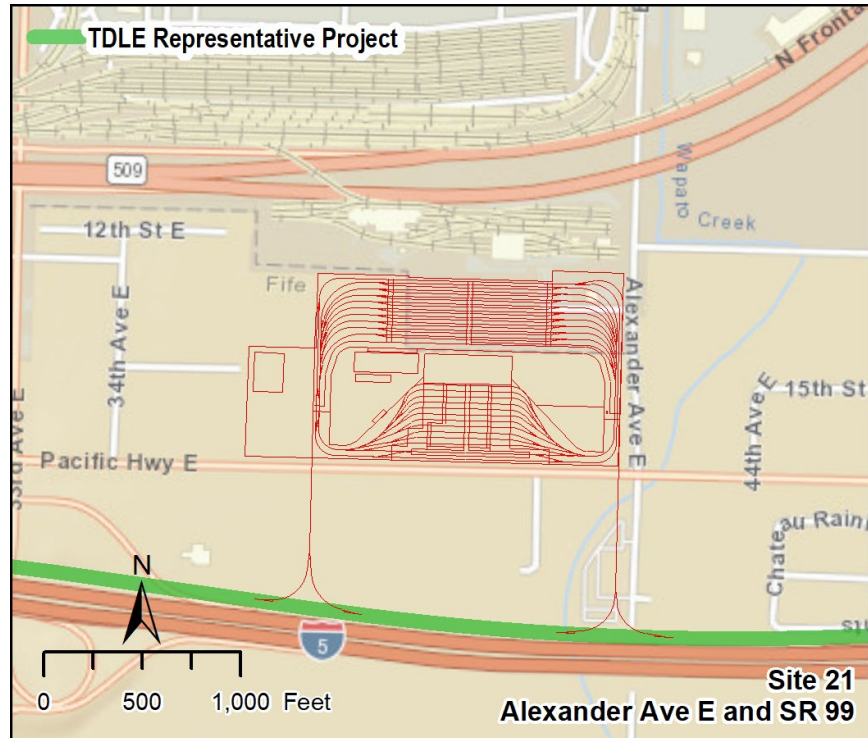 TDLE Representative Project
N Fronta
E
509
Wapato
Creek
12th St E
Fife
34th Ave E
Alexander Ave E
33rd Ave E
44th Ave E
15th St
Pacific Hwy E
Chateau Raini
N
5
0 500 1,000 Feet
Site 21
Alexander Ave E and SR 99